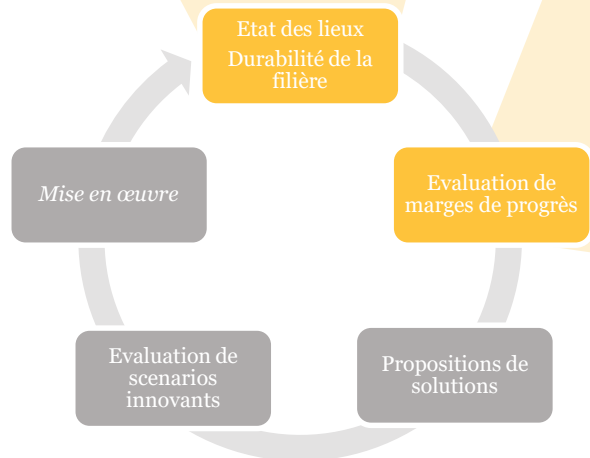 Etat des lieux
Durabilité de la
filière
Evaluation de
marges de progrès
Propositions de
solutions
Evaluation de
scenarios
innovants
Mise en œuvre